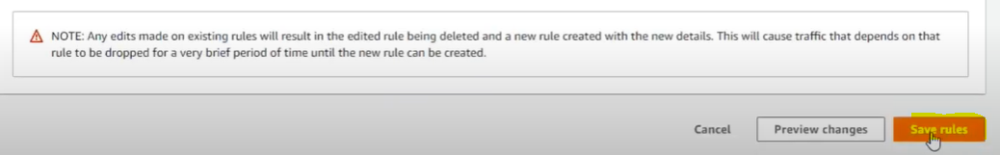 NOTE: Any edits made on existing rules will result in the edited rule being deleted and a new rule created with the new details. This will cause traffic that depends on that
rule to be dropped for a very brief period of time until the new rule can be created.
Cancel Preview changes Save rules